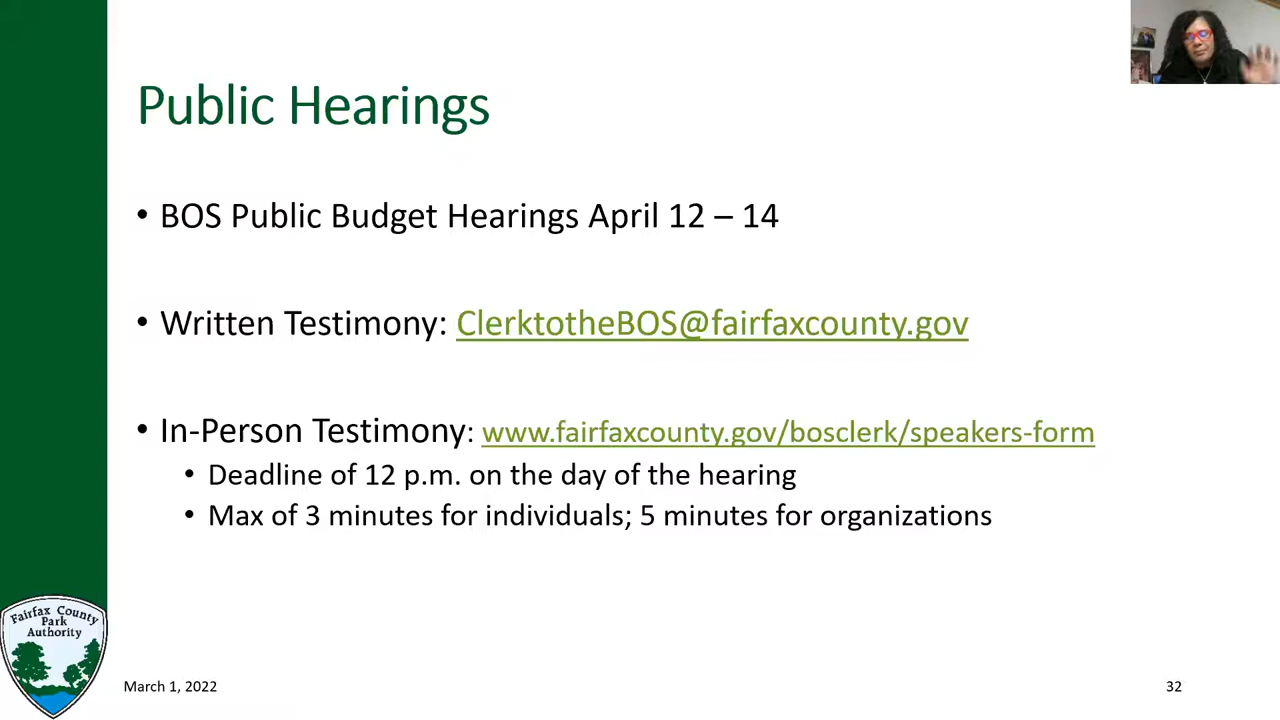 Public Hearings
• BOS Public Budget Hearings April 12 – 14
• Written Testimony: ClerktotheBOS@fairfaxcounty.gov
• In-Person Testimony: www.fairfaxcounty.gov/bosclerk/speakers-form
• Deadline of 12 p.m. on the day of the hearing
• Max of 3 minutes for individuals; 5 minutes for organizations
Fairfax County
Park
Authority
March 1, 2022
32